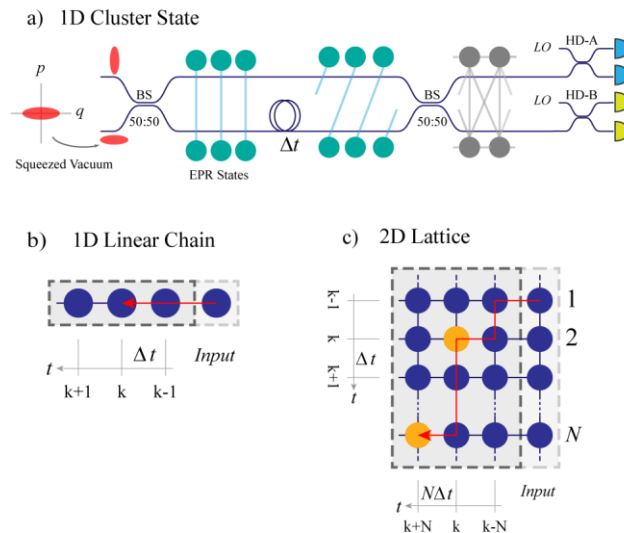 a) 1D Cluster State
p
q
Squeezed Vacuum
BS
50:50
EPR States
Δt
BS
50:50
LO
HD-A
LO
HD-B
b) 1D Linear Chain
Δt
Input
t
k+1
k
k-1
c) 2D Lattice
k-1
k
k+1
Δt
t
1
2
N
NΔt
Input
t
k+N
k
k-N